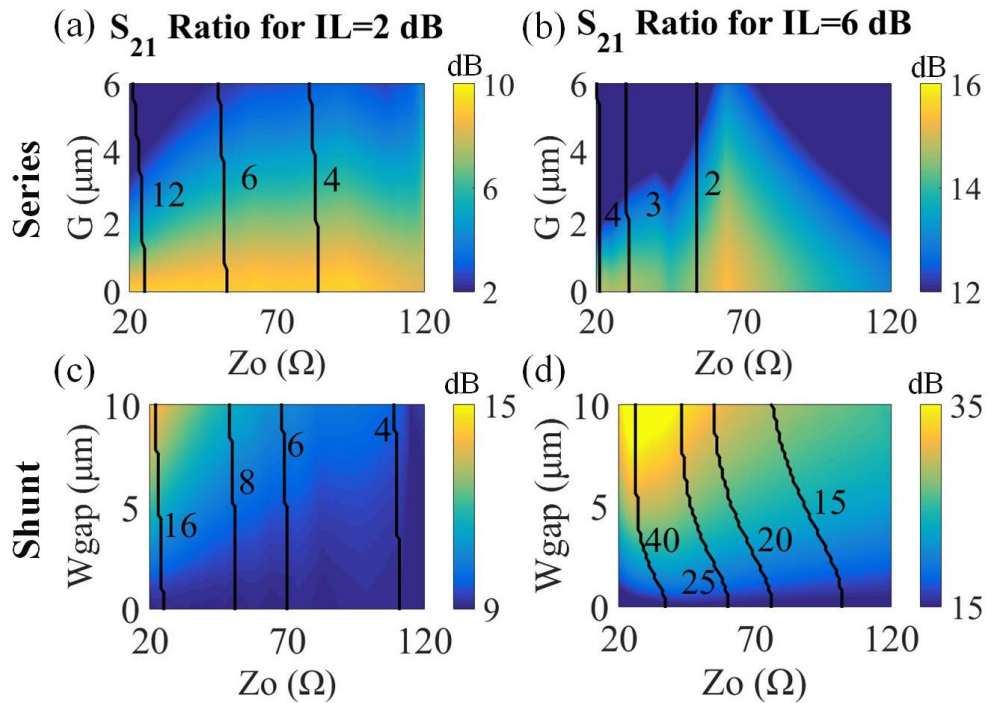 (a) S21 Ratio for IL=2 dB
(b) S21 Ratio for IL=6 dB
Series
G (μm)
6
4
2
0
12
6
4
20 70 120
Zo (Ω)
dB
10
6
2
G (μm)
6
4
2
0
4
3
2
20 70 120
Zo (Ω)
dB
16
14
12
Shunt
(c)
Wgap (μm)
10
5
0
16
8
6
4
20 70 120
Zo (Ω)
dB
15
9
(d)
Wgap (μm)
10
5
0
40
25
20
15
20 70 120
Zo (Ω)
dB
35
15